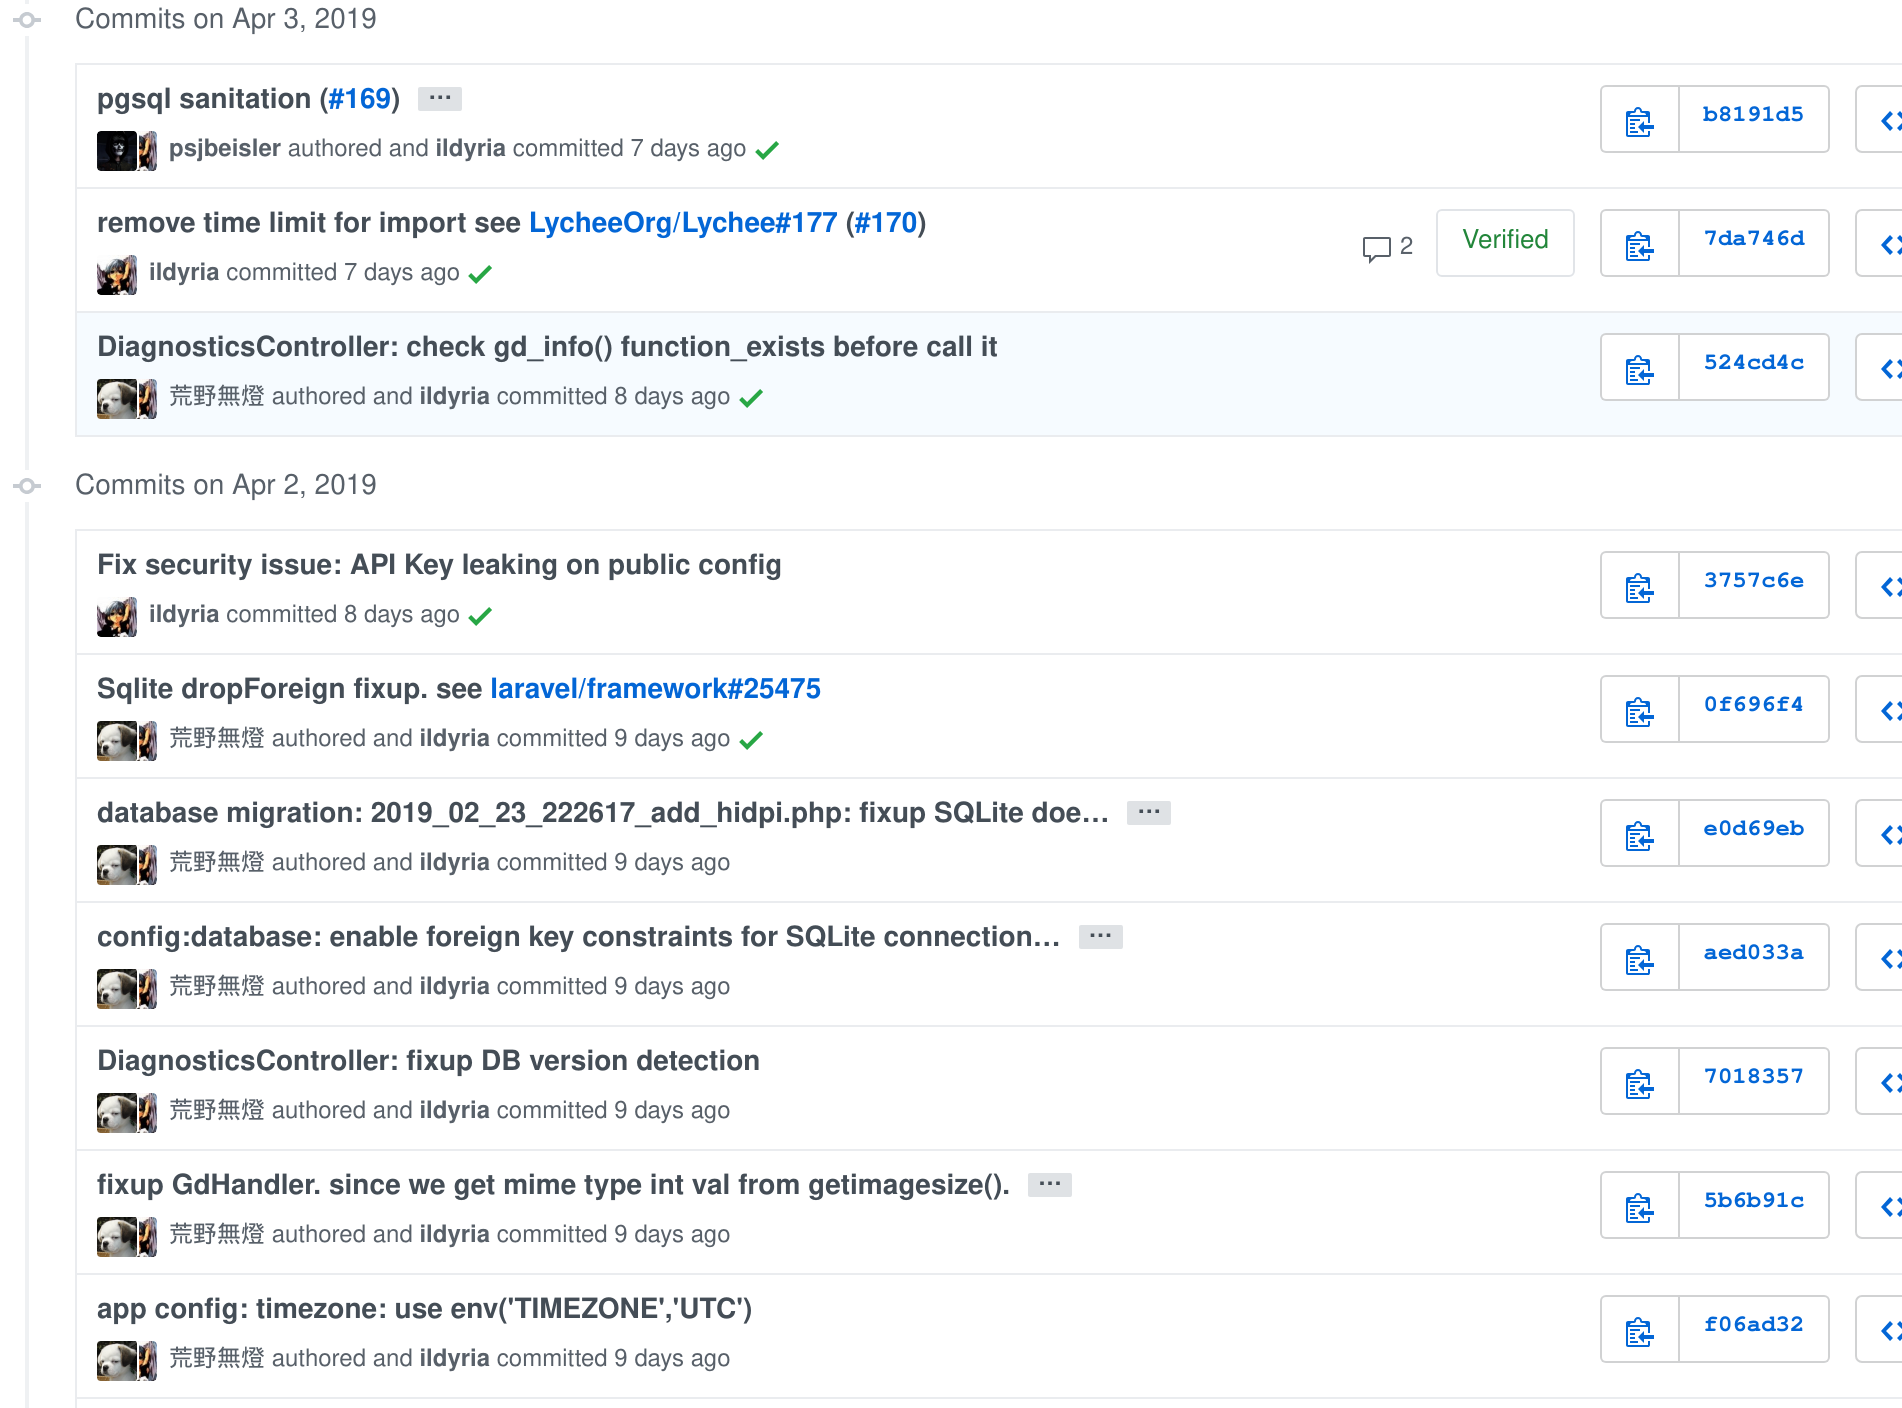 Commits on Apr 3, 2019
pgsql sanitation (#169) ...
psjbeisler authored and ildyria committed 7 days ago
b8191d5
remove time limit for import see LycheeOrg/Lychee#177 (#170)
ildyria committed 7 days ago
2
Verified
7da746d
DiagnosticsController: check gd_info() function_exists before call it
荒野無燈 authored and ildyria committed 8 days ago
524cd4c
Commits on Apr 2, 2019
Fix security issue: API Key leaking on public config
ildyria committed 8 days ago
3757c6e
Sqlite dropForeign fixup. see laravel/framework#25475
荒野無燈 authored and ildyria committed 9 days ago
0f696f4
database migration: 2019_02_23_222617_add_hidpi.php: fixup SQLite doe… ...
荒野無燈 authored and ildyria committed 9 days ago
e0d69eb
config:database: enable foreign key constraints for SQLite connection… ...
荒野無燈 authored and ildyria committed 9 days ago
aed033a
DiagnosticsController: fixup DB version detection
荒野無燈 authored and ildyria committed 9 days ago
7018357
fixup GdHandler. since we get mime type int val from getimagesize(). ...
荒野無燈 authored and ildyria committed 9 days ago
5b6b91c
app config: timezone: use env('TIMEZONE','UTC')
荒野無燈 authored and ildyria committed 9 days ago
f06ad32